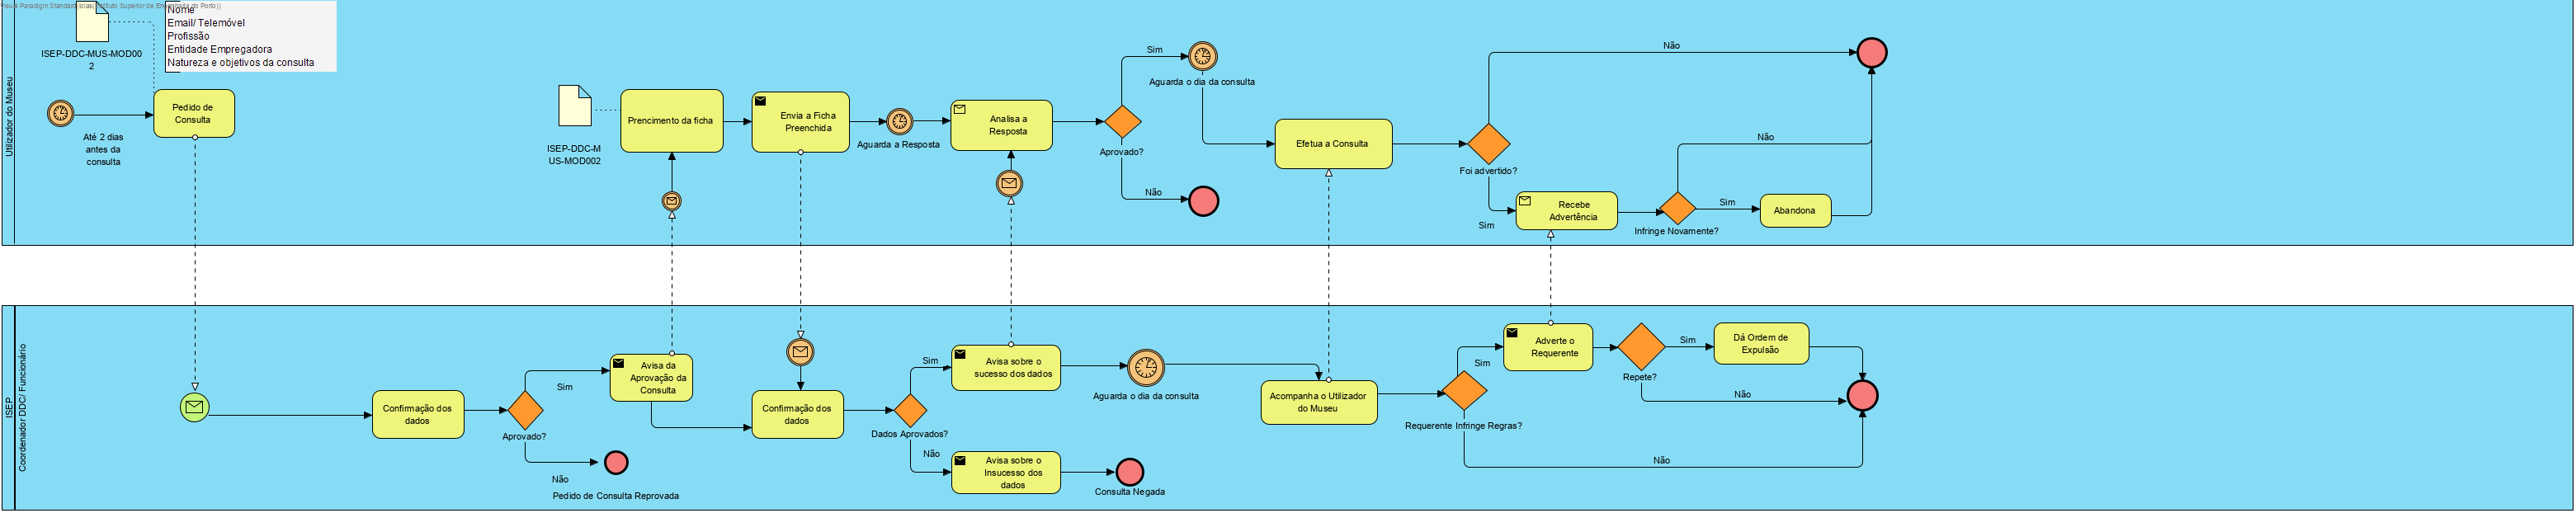 Visual Paradigm Standard(olas(Instituto Superior de Engenharia do Porto))
Nome
Email/ Telemóvel
Profissão
Entidade Empregadora
Natureza e objetivos da consulta
ISEP-DDC-MUS-MOD00
2
Utilizador do Museu
Até 2 dias
antes da
consulta
Pedido de
Consulta
ISEP-DDC-M
US-MOD002
Prencimento da ficha
Envia a Ficha
Preenchida
Aguarda a Resposta
Analisa a
Resposta
Aprovado?
Sim
Não
Aguarda o dia da consulta
Efetua a Consulta
Foi advertido?
Não
Sim
Recebe
Advertência
Infringe Novamente?
Não
Sim
Abandona
ISEP
Coordenador DDC/ Funcionário
Confirmação dos
dados
Aprovado?
Sim
Não
Pedido de Consulta Reprovada
Avisa da
Aprovação da
Consulta
Confirmação dos
dados
Dados Aprovados?
Sim
Não
Avisa sobre o
sucesso dos dados
Avisa sobre o
Insucesso dos
dados
Consulta Negada
Aguarda o dia da consulta
Acompanha o Utilizador
do Museu
Requerente Infringe Regras?
Sim
Não
Adverte o
Requerente
Repete?
Sim
Não
Dá Ordem de
Expulsão